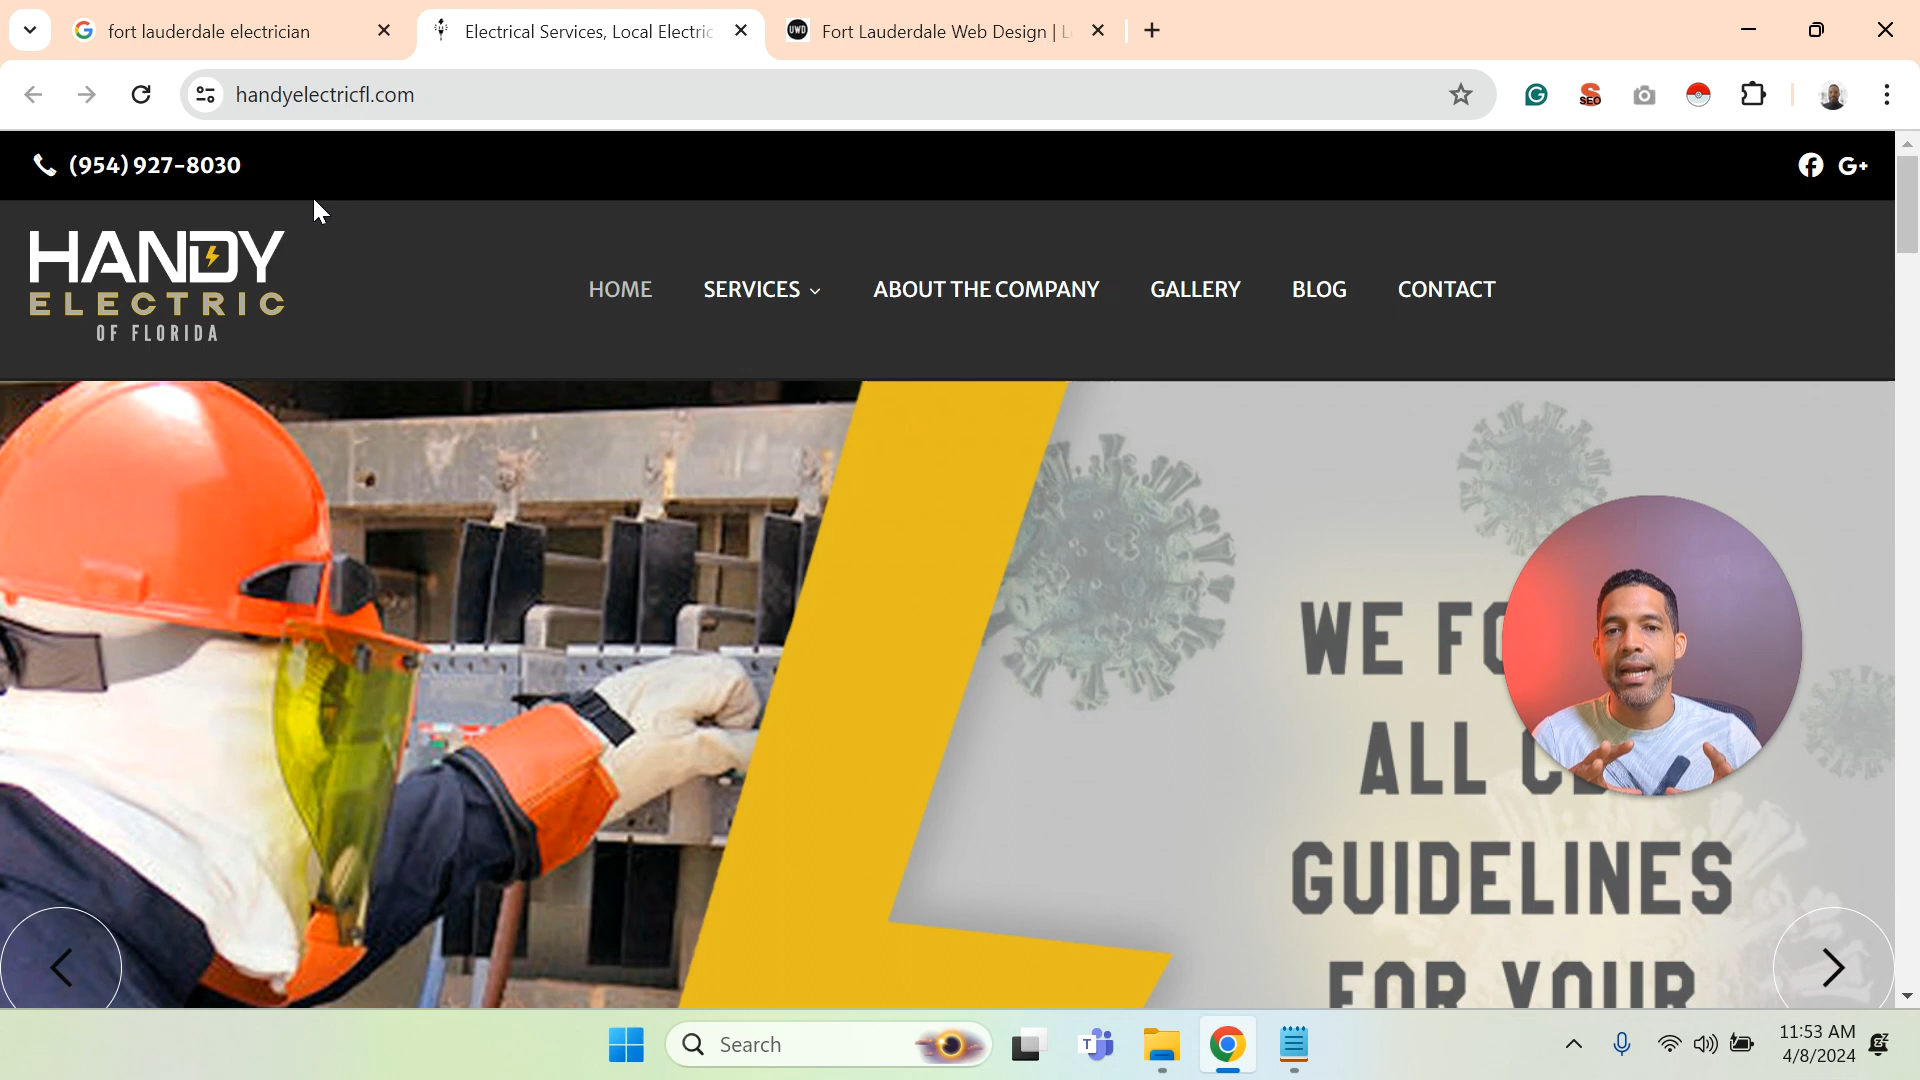 fort lauderdale electrician
Electrical Services, Local Electric
UWD
Fort Lauderdale Web Design | L
handyelectricfl.com
SEO
(954) 927-8030
G+
HANDY
ELECTRIC
OF FLORIDA
HOME
SERVICES
ABOUT THE COMPANY
GALLERY
BLOG
CONTACT
WE FO
ALL C
GUIDELINES
FOR YOUR
Search
11:53 AM
4/8/2024